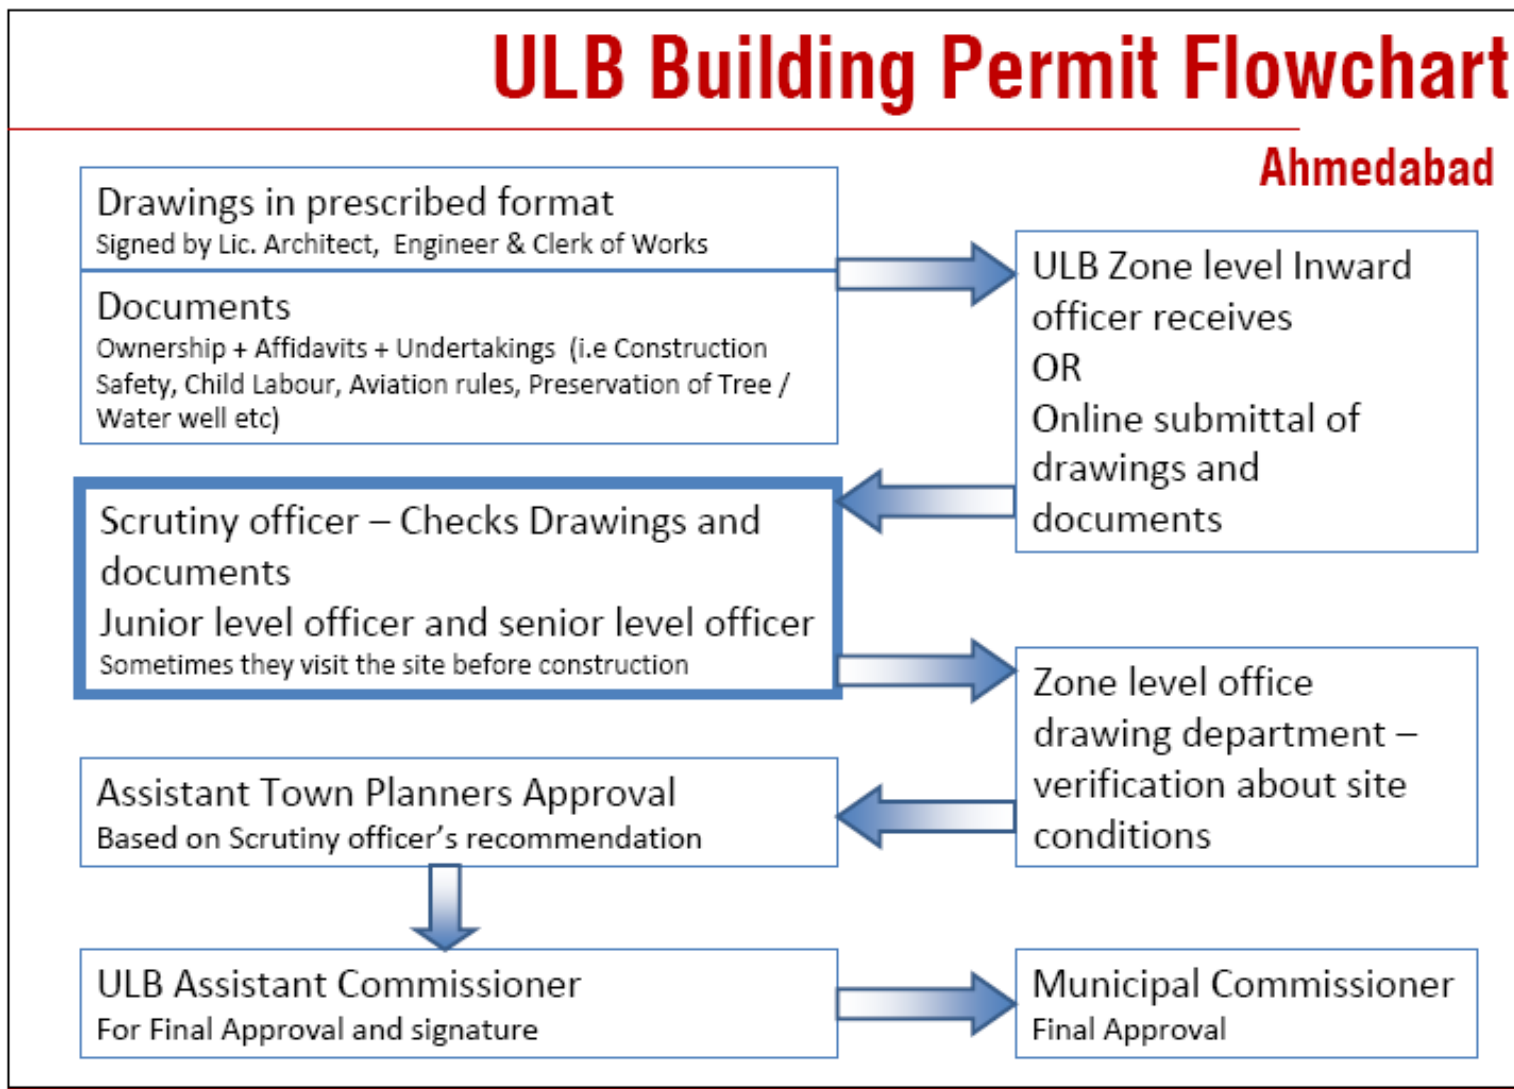 ULB Building Permit Flowchart
Ahmedabad
Drawings in prescribed format
Signed by Lic. Architect, Engineer & Clerk of Works
Documents
Ownership + Affidavits + Undertakings (i.e Construction
Safety, Child Labour, Aviation rules, Preservation of Tree /
Water well etc)
ULB Zone level Inward
officer receives
OR
Online submittal of
drawings and
documents
Scrutiny officer – Checks Drawings and
documents
Junior level officer and senior level officer
Sometimes they visit the site before construction
Zone level office
drawing department –
verification about site
conditions
Assistant Town Planners Approval
Based on Scrutiny officer’s recommendation
ULB Assistant Commissioner
For Final Approval and signature
Municipal Commissioner
Final Approval